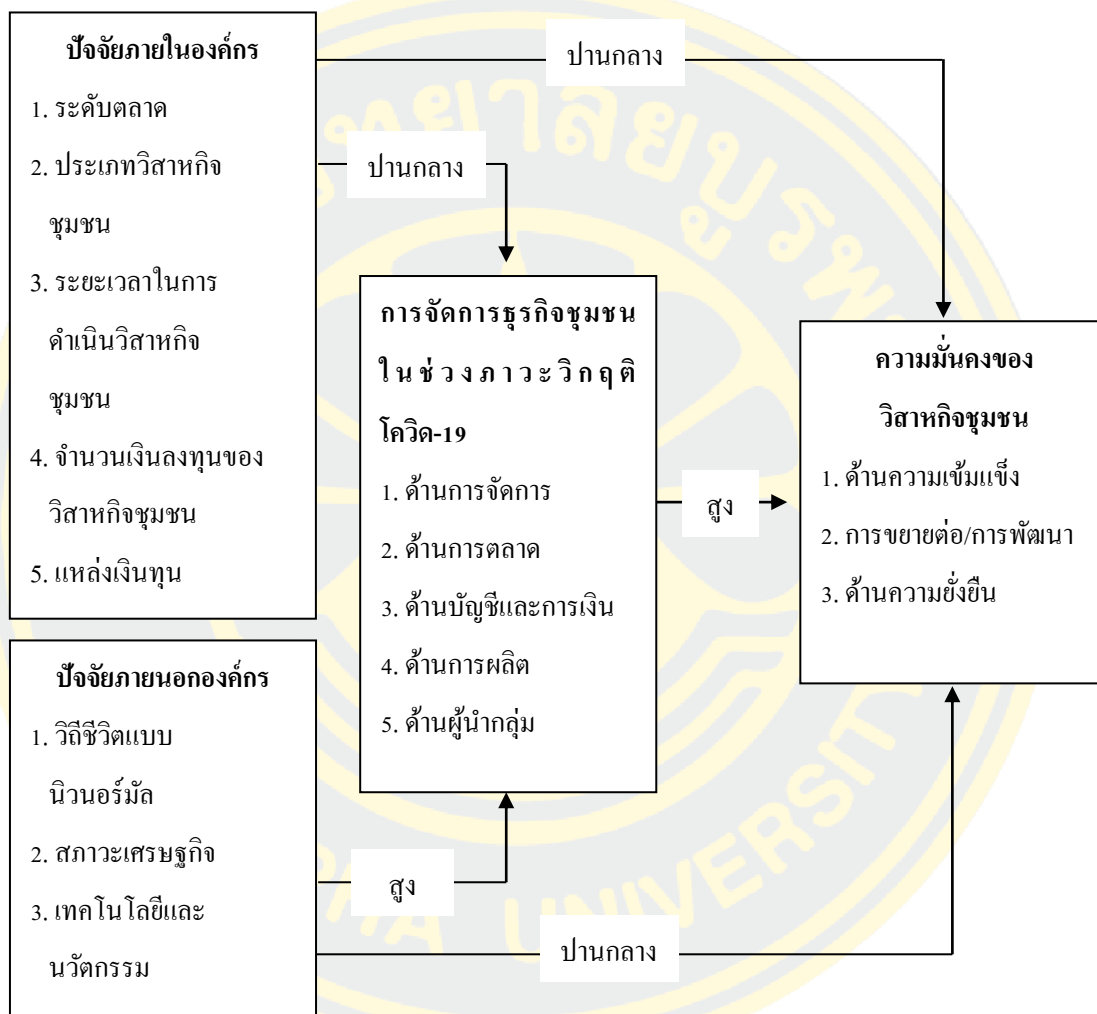 ปัจจัยภายในองค์กร
1. ระดับตลาด
2. ประเภทวิสาหกิจ
ชุมชน
3. ระยะเวลาในการ
ดำเนินวิสาหกิจ
ชุมชน
4. จำนวนเงินลงทุนของ
วิสาหกิจชุมชน
5. แหล่งเงินทุน
ปัจจัยภายนอกองค์กร
1. วิถีชีวิตแบบ
นิวนอร์มัล
2. สภาวะเศรษฐกิจ
3. เทคโนโลยีและ
นวัตกรรม
ปานกลาง
ปานกลาง
การจัดการธุรกิจชุมชน
ในช่วงภาวะวิกฤติ
โควิด-19
1. ด้านการจัดการ
2. ด้านการตลาด
3. ด้านบัญชีและการเงิน
4. ด้านการผลิต
5. ด้านผู้นำกลุ่ม
สูง
สูง
ปานกลาง
ความมั่นคงของ
วิสาหกิจชุมชน
1. ด้านความเข้มแข็ง
2. การขยายต่อ/การพัฒนา
3. ด้านความยั่งยืน